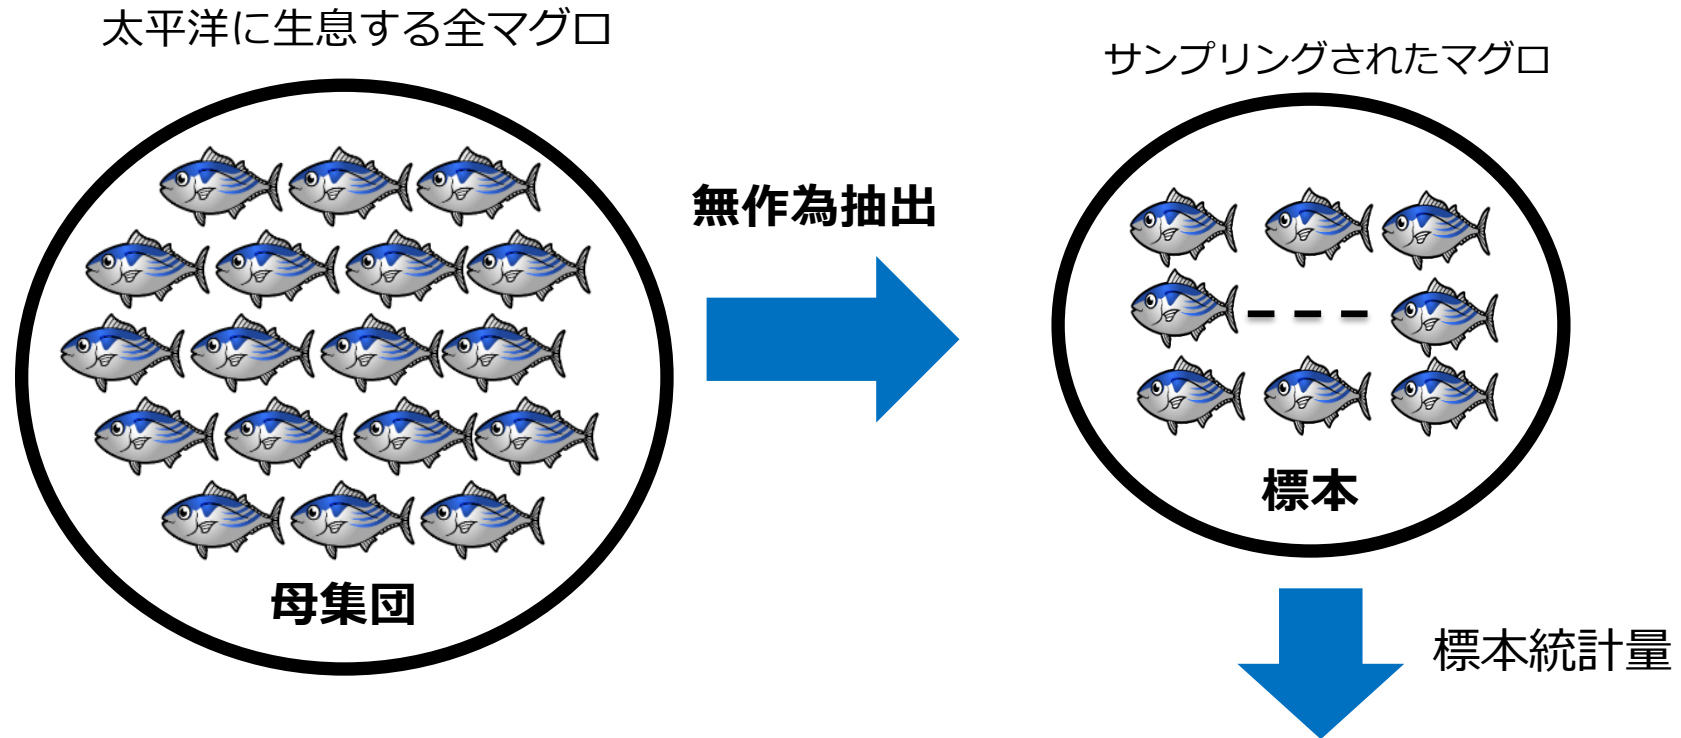 太平洋に生息する全マグロ
サンプリングされたマグロ
無作為抽出
標本
母集団
標本統計量